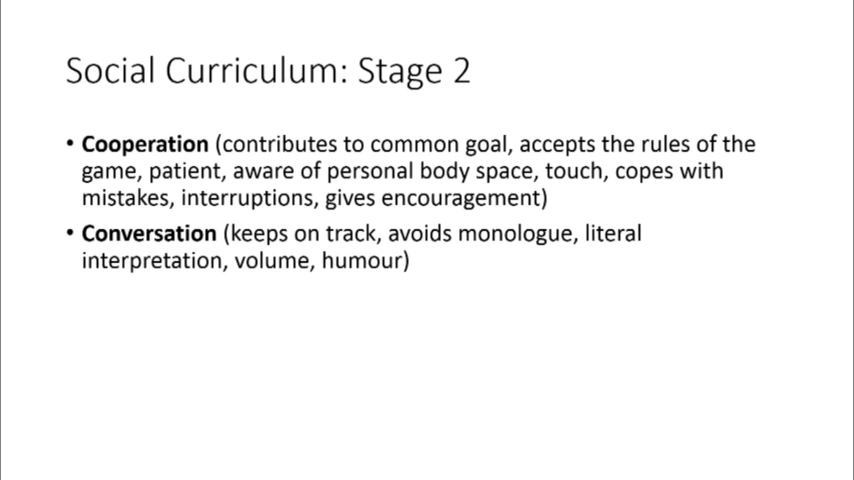 Social Curriculum: Stage 2
• Cooperation (contributes to common goal, accepts the rules of the
game, patient, aware of personal body space, touch, copes with
mistakes, interruptions, gives encouragement)
• Conversation (keeps on track, avoids monologue, literal
interpretation, volume, humour)